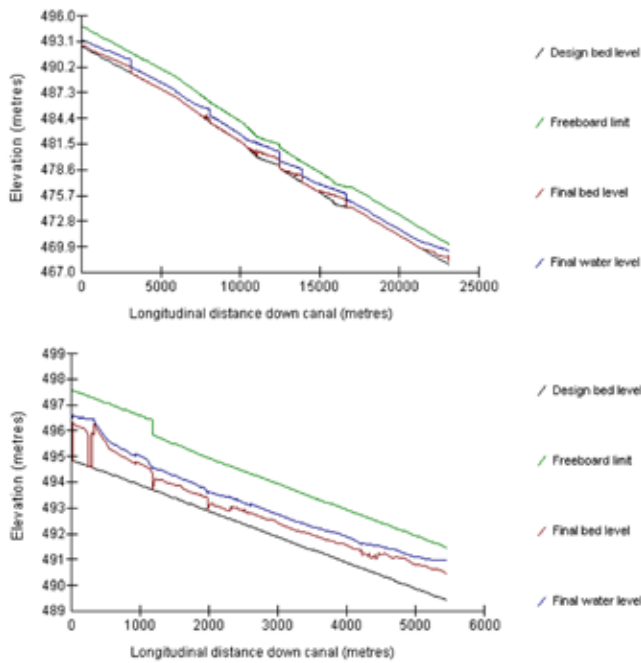 496.0
493.1
490.2
487.3
484.4
481.5
478.6
475.7
472.8
469.9
467.0
Elevation (metres)
0 5000 10000 15000 20000 25000
Longitudinal distance down canal (metres)
Design bed level
Freeboard limit
Final bed level
Final water level
499
498
497
496
495
494
493
492
491
490
489
Elevation (metres)
0 1000 2000 3000 4000 5000 6000
Longitudinal distance down canal (metres)
Design bed level
Freeboard limit
Final bed level
Final water level